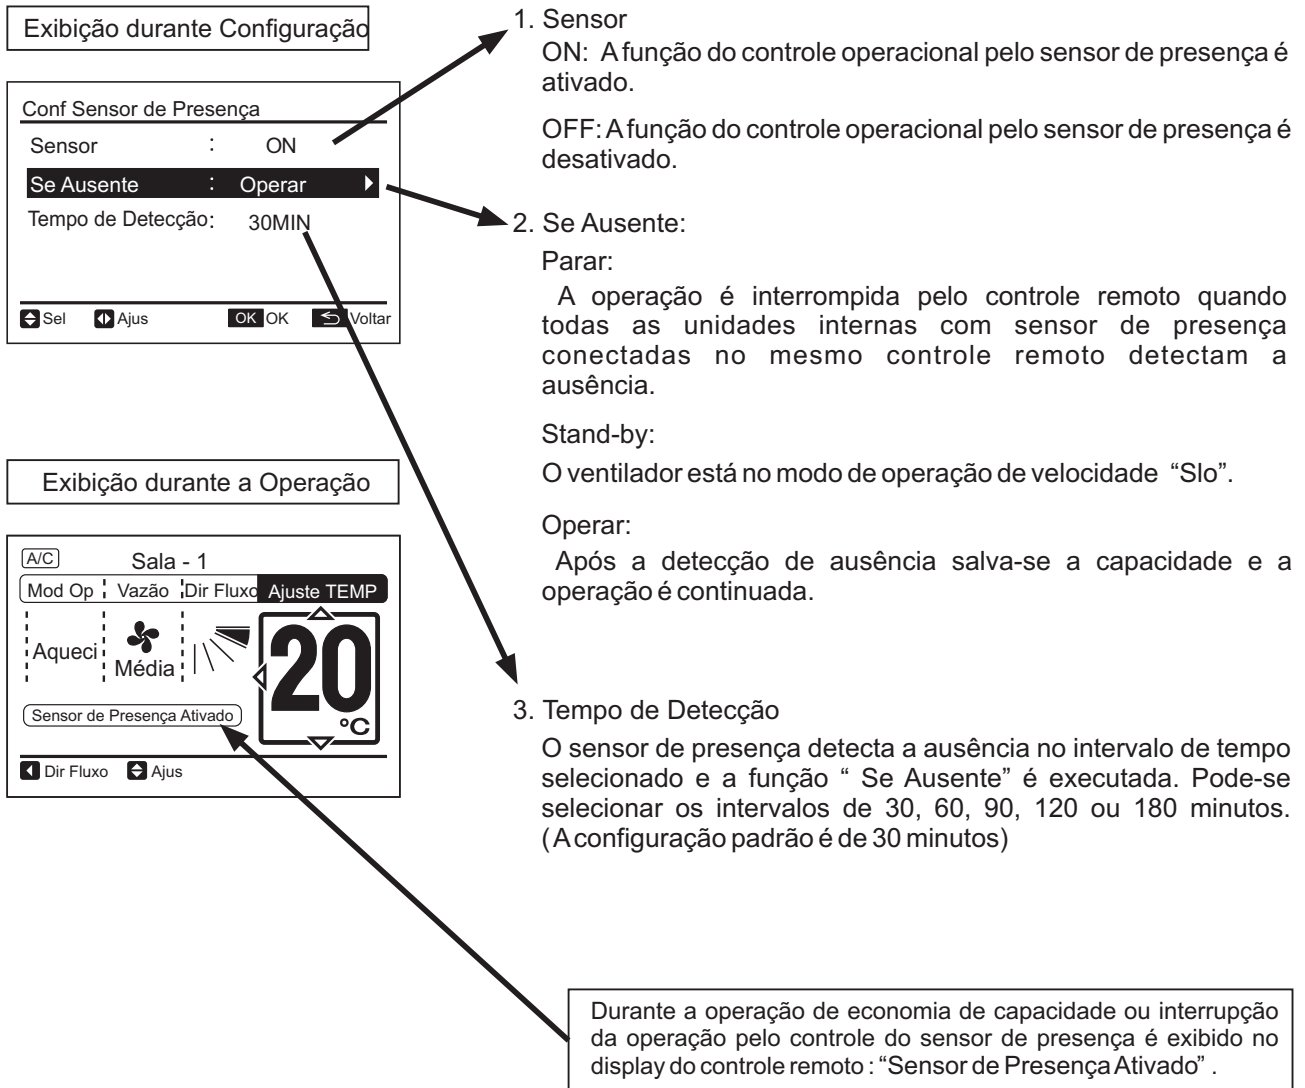 Exibição durante Configuração
Conf Sensor de Presença
Sensor : ON
Se Ausente : Operar
Tempo de Detecção: 30MIN
Sel Ajus OK OK Voltar
Exibição durante a Operação
A/C Sala - 1
Mod Op Vazão Dir Fluxo Ajuste TEMP
Aqueci Média 20 °C
Sensor de Presença Ativado
Dir Fluxo Ajus
1. Sensor
ON: A função do controle operacional pelo sensor de presença é
ativado.
OFF: A função do controle operacional pelo sensor de presença é
desativado.
2. Se Ausente:
Parar:
A operação é interrompida pelo controle remoto quando
todas as unidades internas com sensor de presença
conectadas no mesmo controle remoto detectam a
ausência.
Stand-by:
O ventilador está no modo de operação de velocidade “Slo”.
Operar:
Após a detecção de ausência salva-se a capacidade e a
operação é continuada.
3. Tempo de Detecção
O sensor de presença detecta a ausência no intervalo de tempo
selecionado e a função “ Se Ausente” é executada. Pode-se
selecionar os intervalos de 30, 60, 90, 120 ou 180 minutos.
( A configuração padrão é de 30 minutos)
Durante a operação de economia de capacidade ou interrupção
da operação pelo controle do sensor de presença é exibido no
display do controle remoto : “Sensor de Presença Ativado” .